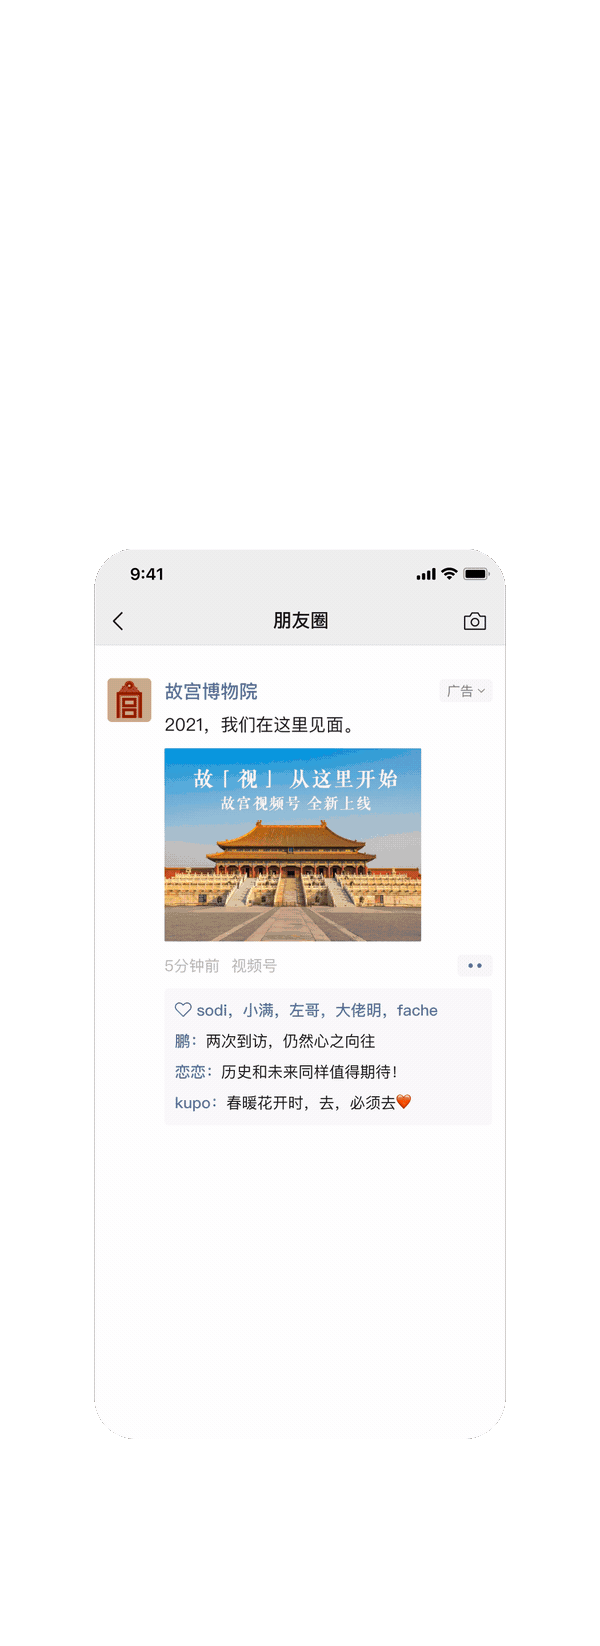 9:41
朋友圈
故宫博物院
广告
2021，我们在这里见面。
故「视」从这里开始
故宫视频号 全新上线
5分钟前 视频号
sodi，小满，左哥，大佬明，fache
鹏：两次到访，仍然心之向往
恋恋：历史和未来同样值得期待！
kupo：春暖花开时，去，必须去